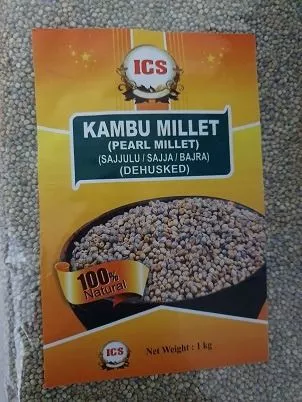 ICS
KAMBU MILLET
(PEARL MILLET)
(SAJJULU / SAJJA / BAJRA)
(DEHUSKED)
100%
Natural
ICS
Net Weight : 1 kg